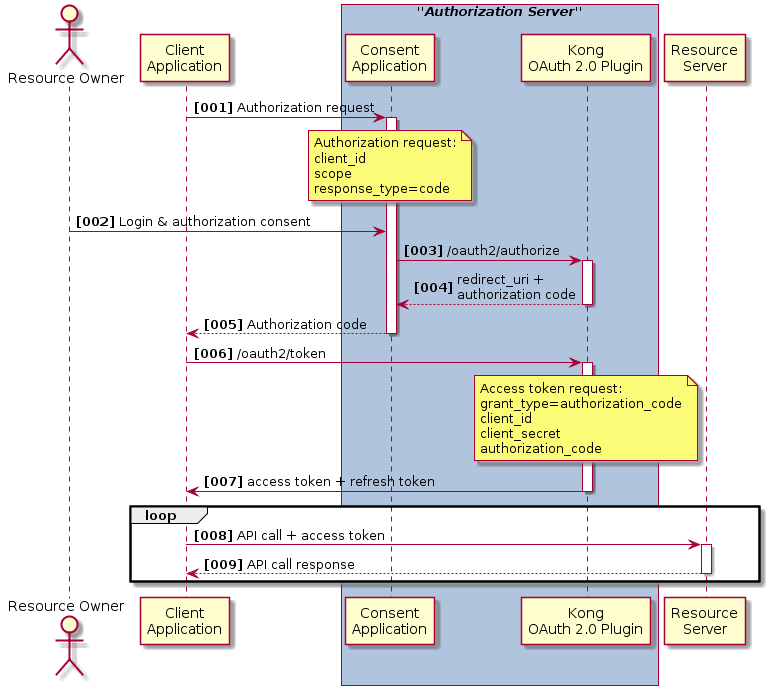 "Authorization Server"
Resource Owner
Client
Application
Consent
Application
Kong
OAuth 2.0 Plugin
Resource
Server
[001] Authorization request
Authorization request:
client_id
scope
response_type=code
[002] Login & authorization consent
[003] /oauth2/authorize
[004] redirect_uri +
authorization code
[005] Authorization code
[006] /oauth2/token
Access token request:
grant_type=authorization_code
client_id
client_secret
authorization_code
[007] access token + refresh token
loop
[008] API call + access token
[009] API call response
Resource Owner
Client
Application
Consent
Application
Kong
OAuth 2.0 Plugin
Resource
Server